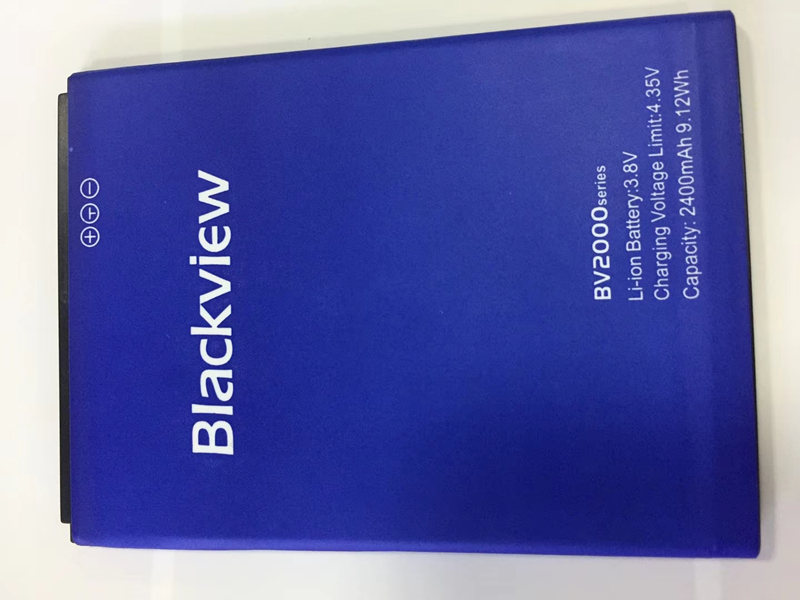 ⊕ Ⓣ ⊖
Blackview
BV2000series
Li-ion Battery:3.8V
Charging Voltage Limit:4.35V
Capacity: 2400mAh 9.12Wh